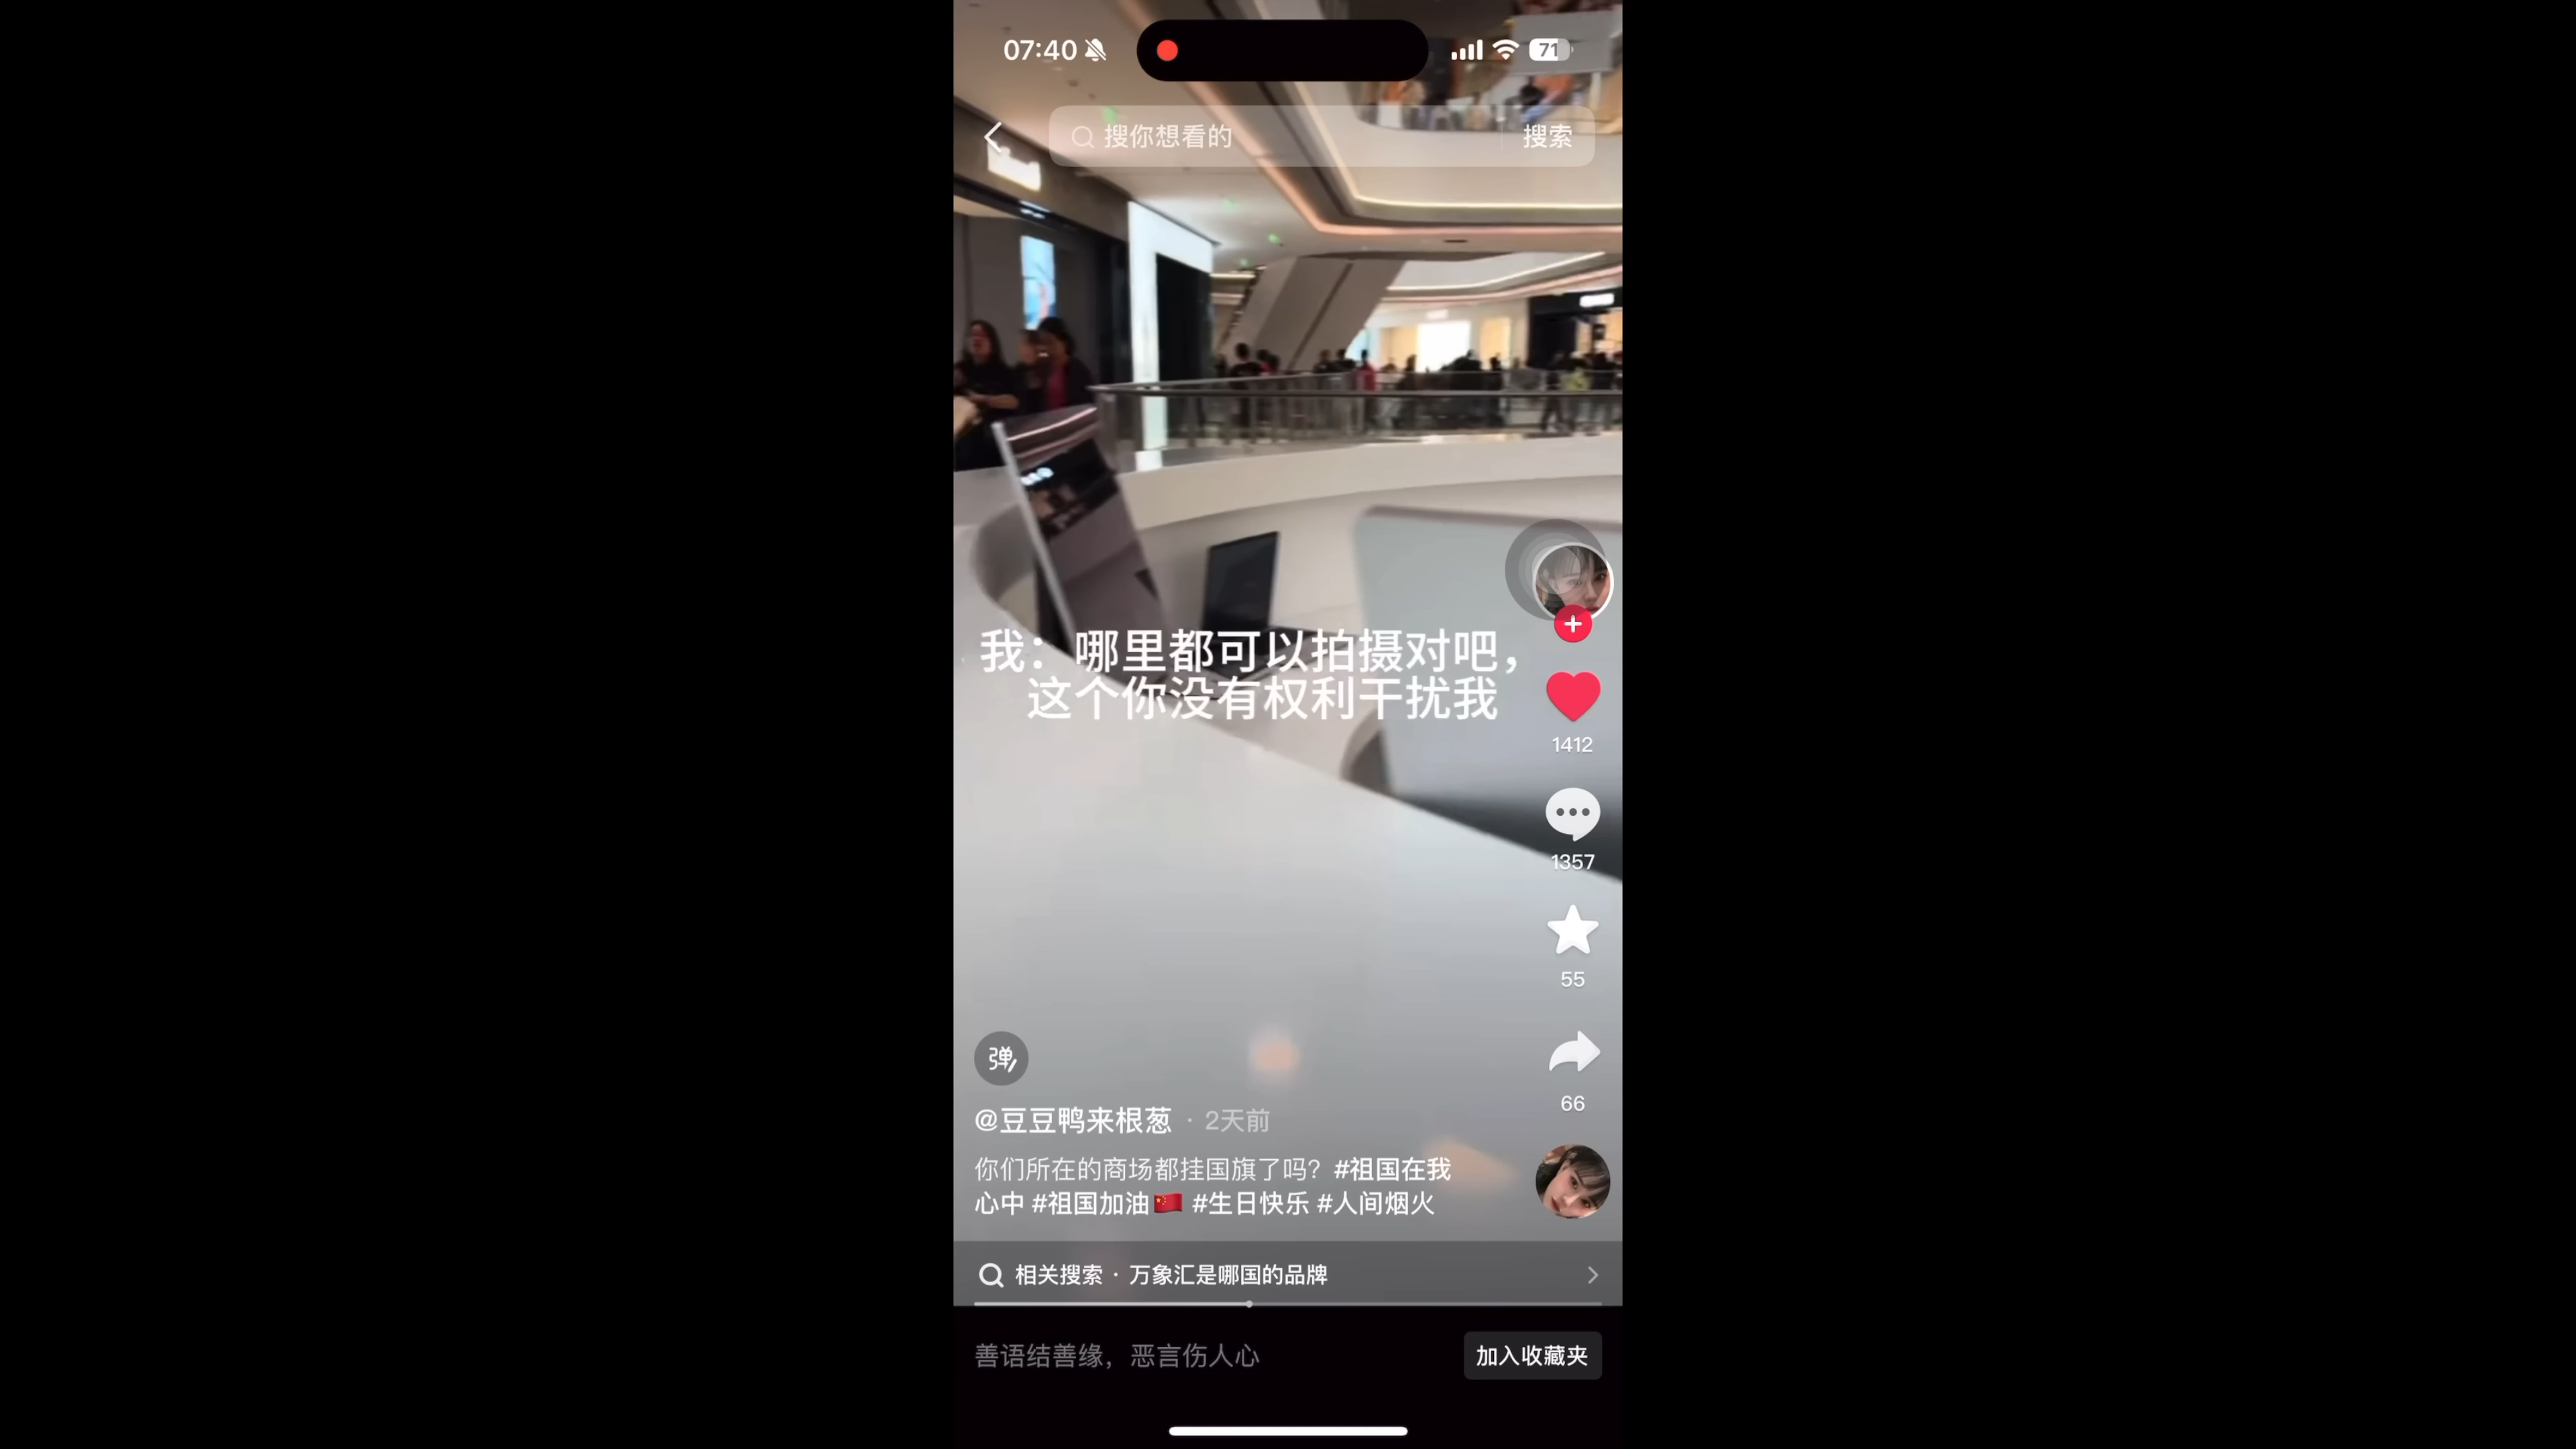 07:40
71
搜你想看的
搜索
我：哪里都可以拍摄对吧，
这个你没有权利干扰我
1412
1357
55
66
弹
@豆豆鸭来根葱 · 2天前
你们所在的商场都挂国旗了吗？#祖国在我
心中 #祖国加油🇨🇳 #生日快乐 #人间烟火
相关搜索 · 万象汇是哪国的品牌
善语结善缘，恶言伤人心
加入收藏夹